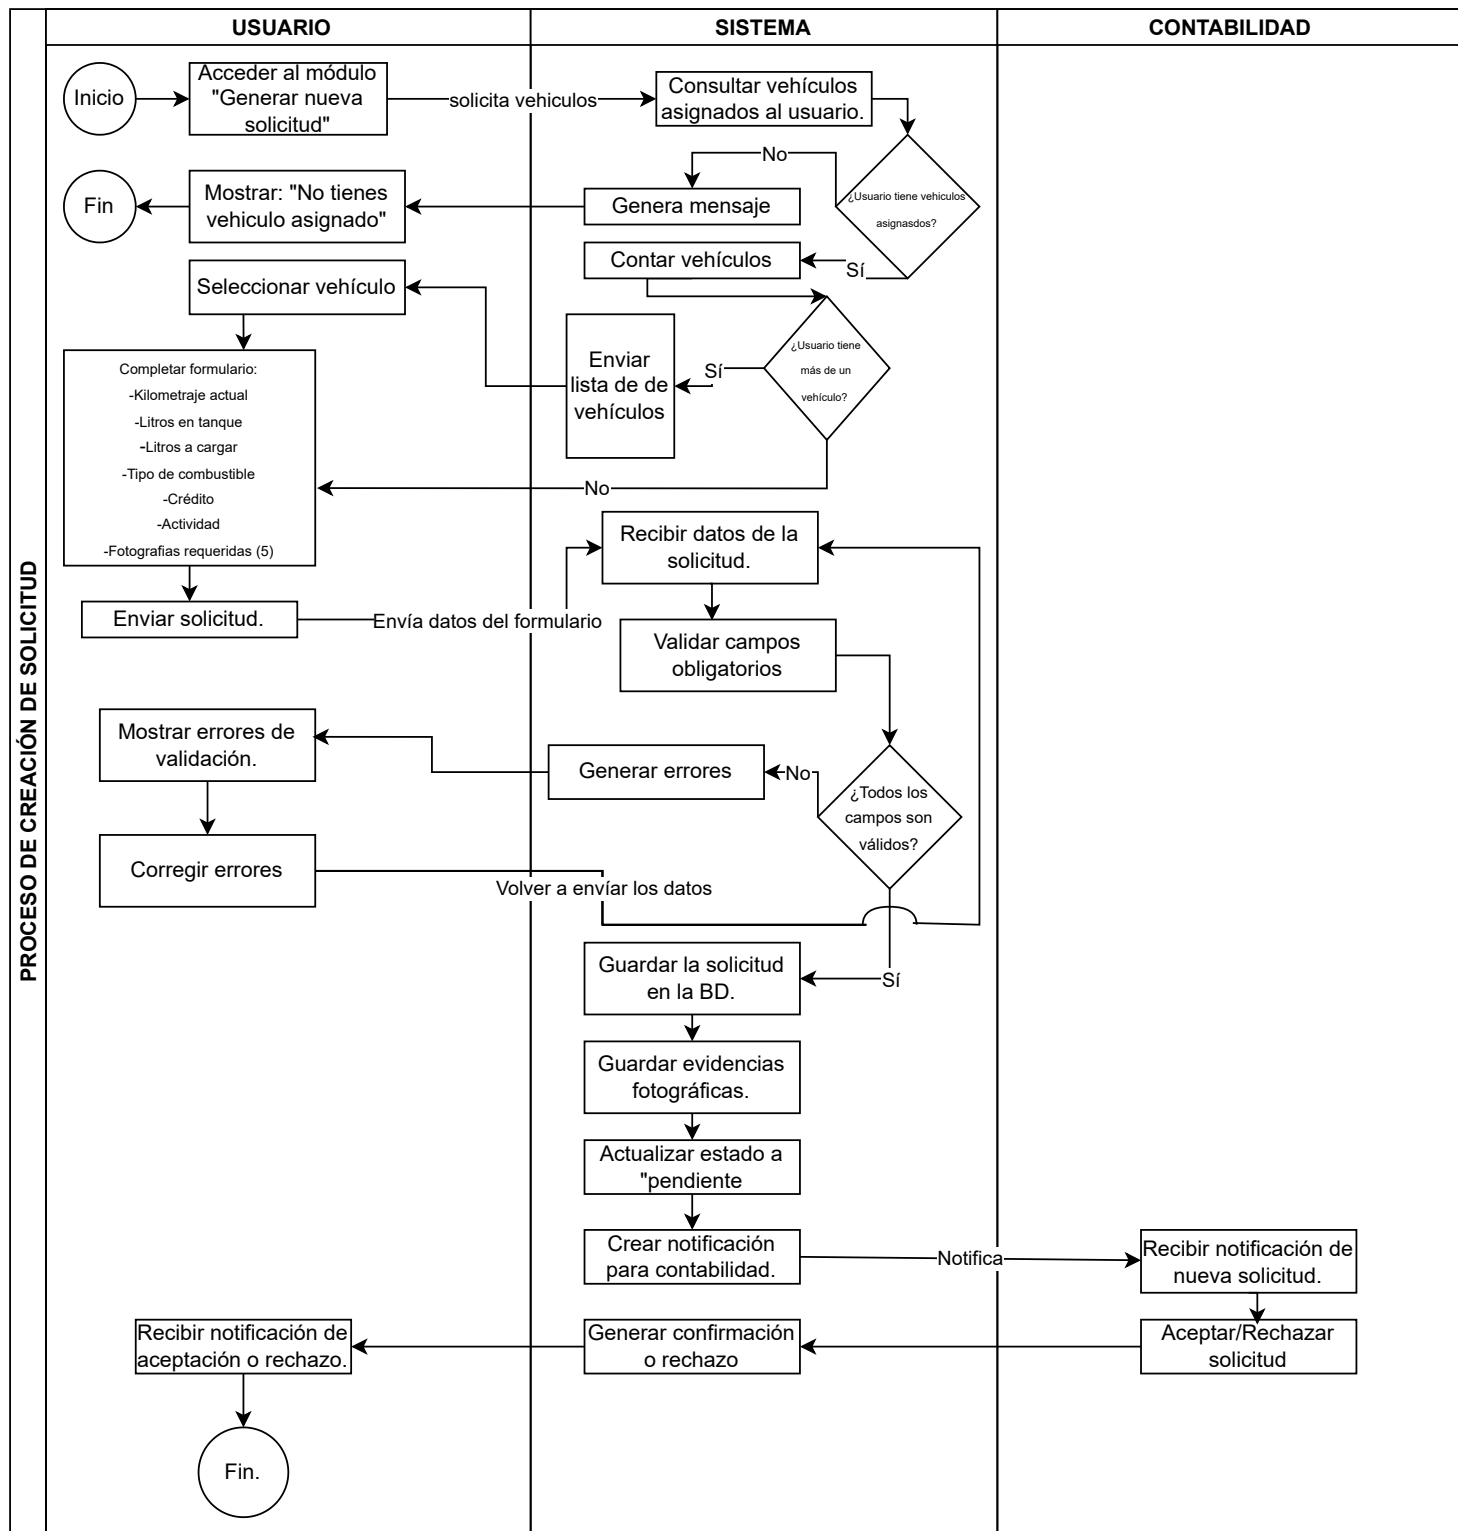 USUARIO
SISTEMA
CONTABILIDAD
PROCESO DE CREACIÓN DE SOLICITUD
Inicio
Acceder al módulo
"Generar nueva
solicitud"
solicita vehiculos
Consultar vehículos
asignados al usuario.
¿Usuario tiene vehiculos
asignasdos?
No
Genera mensaje
Mostrar: "No tienes
vehiculo asignado"
Fin
Sí
Contar vehículos
¿Usuario tiene
más de un
vehículo?
Sí
Enviar
lista de de
vehículos
Seleccionar vehículo
No
Completar formulario:
-Kilometraje actual
-Litros en tanque
-Litros a cargar
-Tipo de combustible
-Crédito
-Actividad
-Fotografias requeridas (5)
Enviar solicitud.
Envía datos del formulario
Recibir datos de la
solicitud.
Validar campos
obligatorios
¿Todos los
campos son
válidos?
No
Generar errores
Mostrar errores de
validación.
Corregir errores
Volver a envíar los datos
Sí
Guardar la solicitud
en la BD.
Guardar evidencias
fotográficas.
Actualizar estado a
"pendiente
Crear notificación
para contabilidad.
Notifica
Recibir notificación de
nueva solicitud.
Aceptar/Rechazar
solicitud
Generar confirmación
o rechazo
Recibir notificación de
aceptación o rechazo.
Fin.